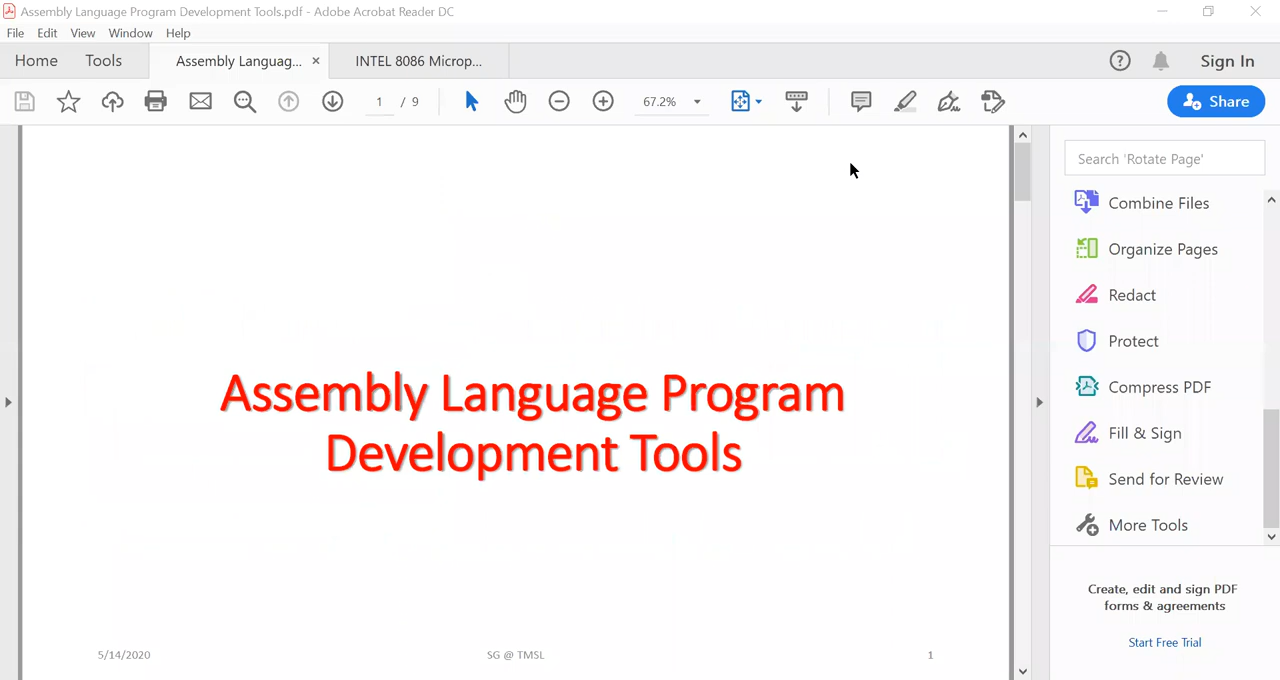 Assembly Language Program Development Tools.pdf - Adobe Acrobat Reader DC
File Edit View Window Help
Home Tools Assembly Languag... × INTEL 8086 Microp... Sign In
1 / 9 67.2% Share
Search 'Rotate Page'
Combine Files
Organize Pages
Redact
Protect
Compress PDF
Fill & Sign
Send for Review
More Tools
Assembly Language Program
Development Tools
Create, edit and sign PDF
forms & agreements
Start Free Trial
5/14/2020 SG @ TMSL 1